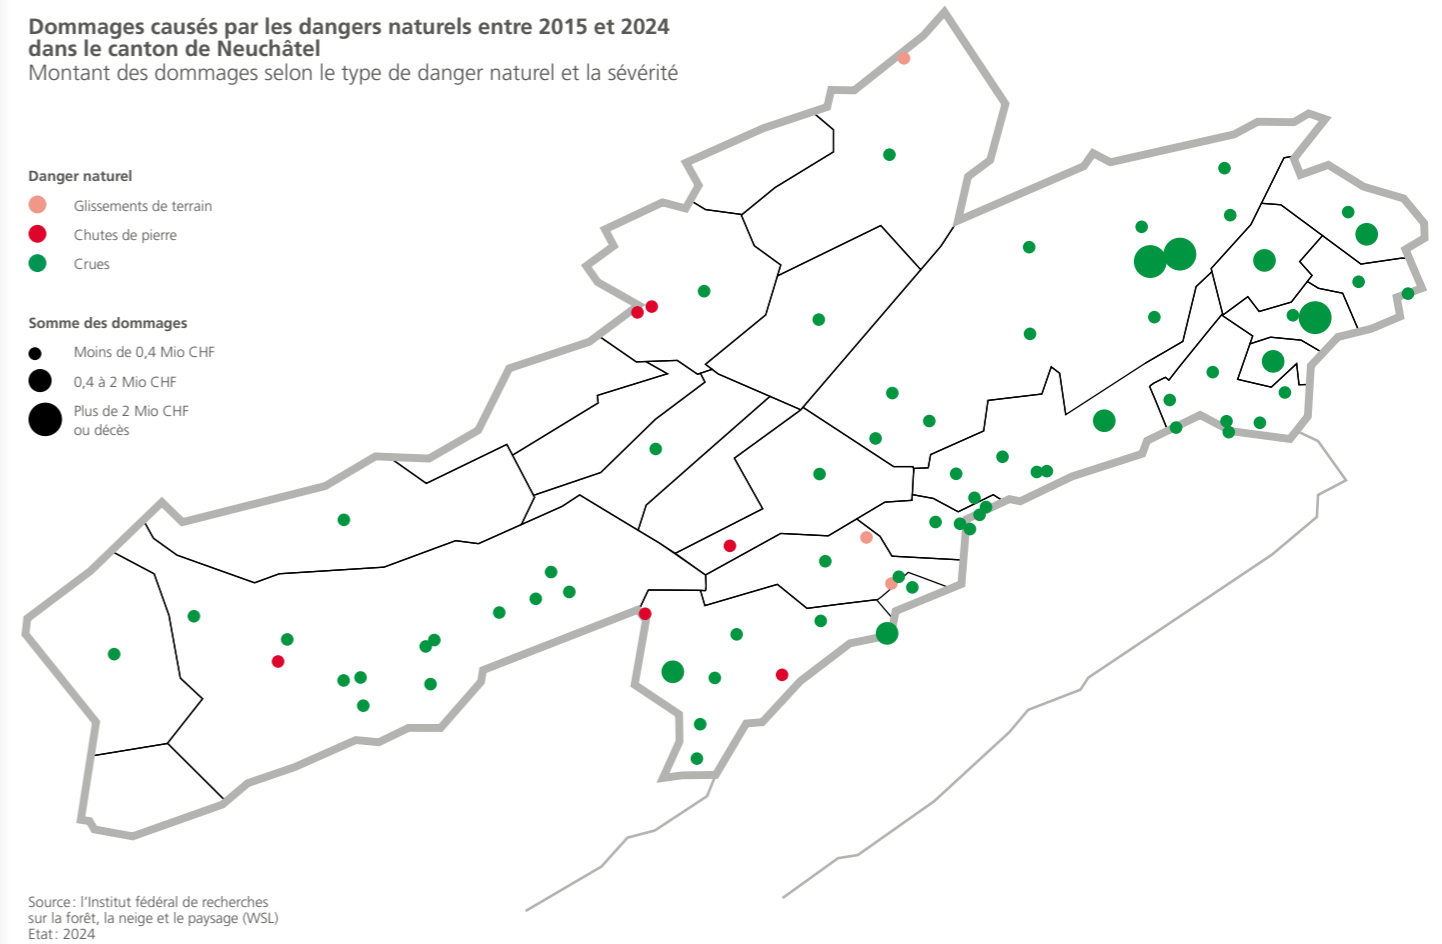 Dommages causés par les dangers naturels entre 2015 et 2024
dans le canton de Neuchâtel
Montant des dommages selon le type de danger naturel et la sévérité
Danger naturel
Glissements de terrain
Chutes de pierre
Crues
Somme des dommages
Moins de 0,4 Mio CHF
0,4 à 2 Mio CHF
Plus de 2 Mio CHF
ou décès
Source : l’Institut fédéral de recherches
sur la forêt, la neige et le paysage (WSL)
Etat : 2024